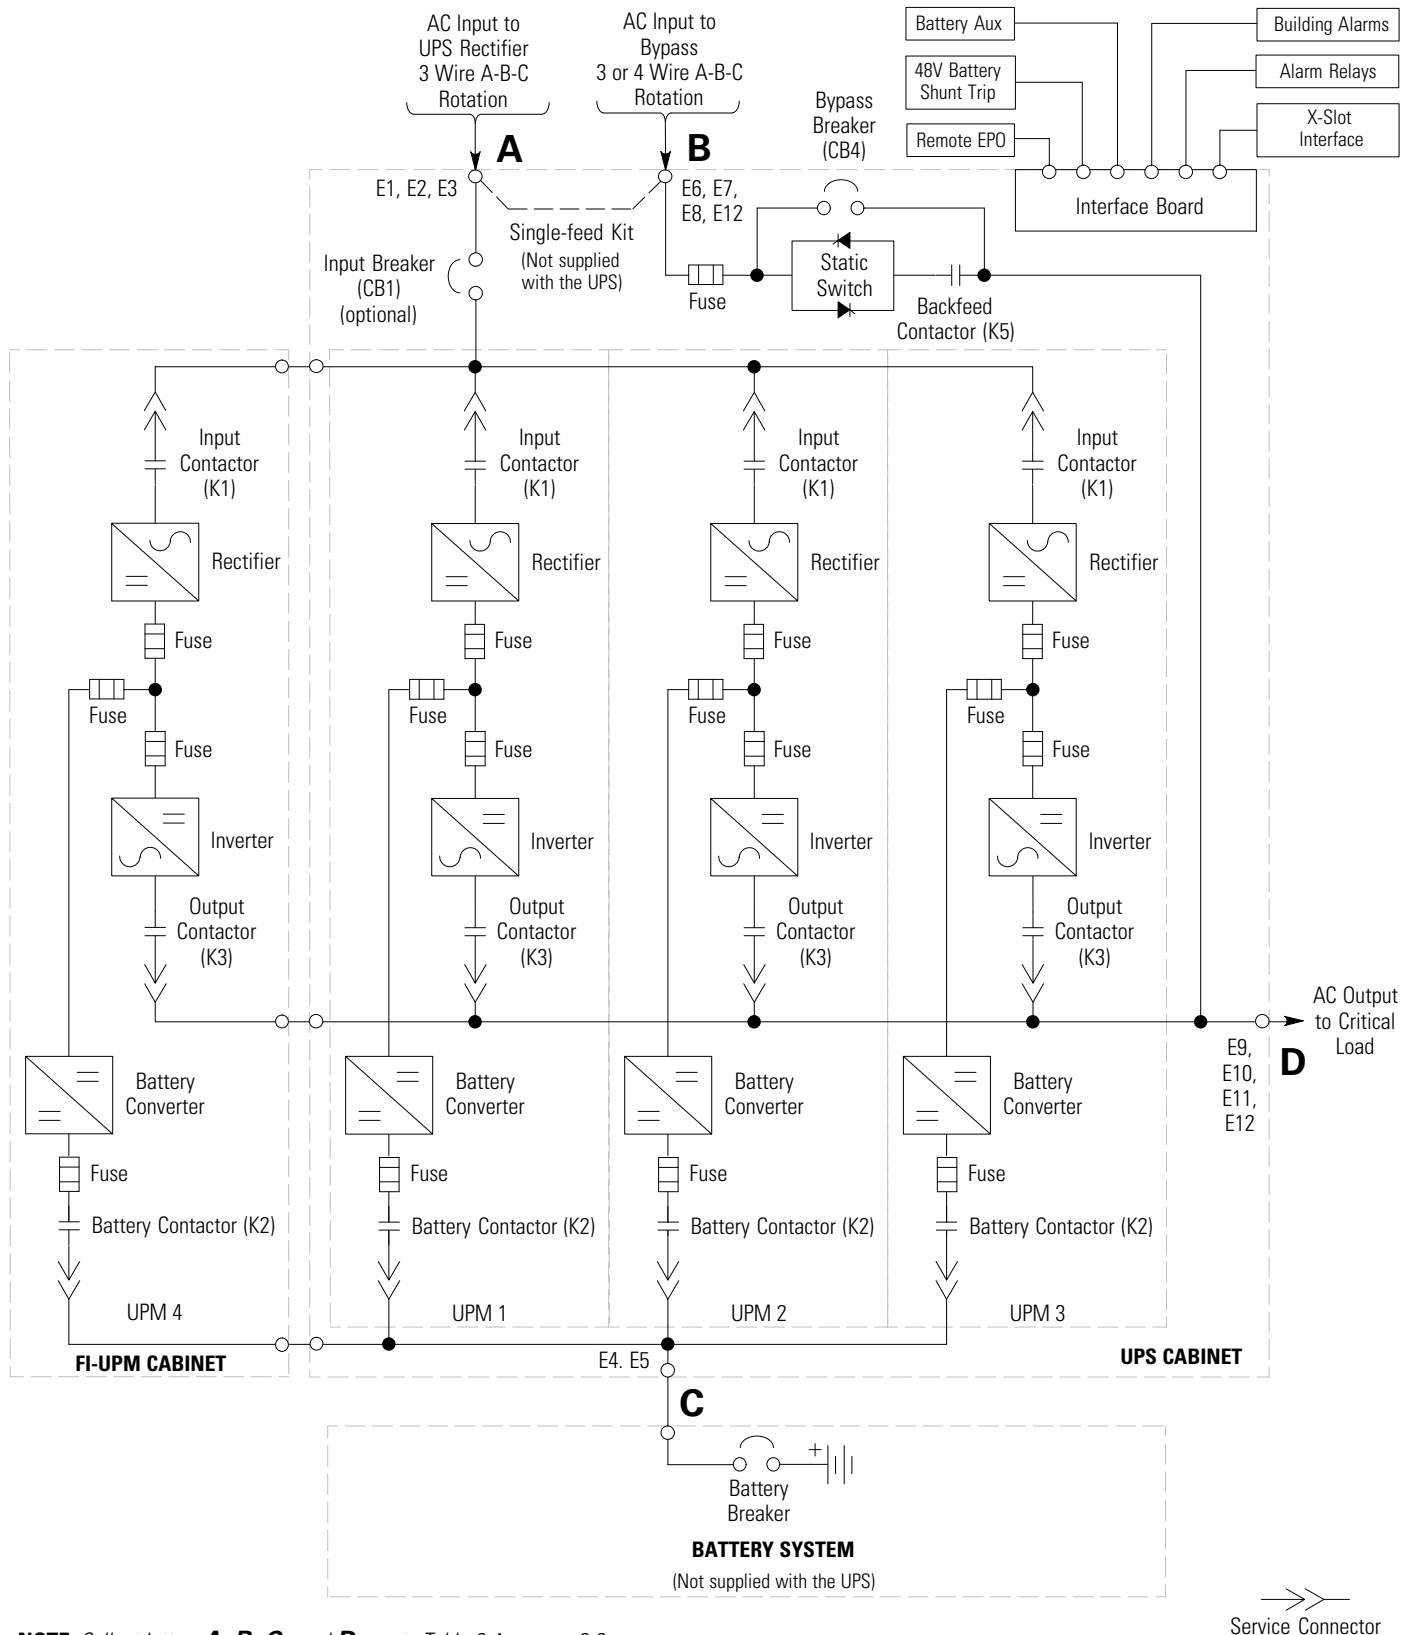 AC Input to
UPS Rectifier
3 Wire A-B-C
Rotation
AC Input to
Bypass
3 or 4 Wire A-B-C
Rotation
Bypass
Breaker
(CB4)
Battery Aux
48V Battery
Shunt Trip
Remote EPO
Building Alarms
Alarm Relays
X-Slot
Interface
Interface Board
A
B
E1, E2, E3
E6, E7,
E8, E12
Single-feed Kit
(Not supplied
with the UPS)
Input Breaker
(CB1)
(optional)
Fuse
Static
Switch
Backfeed
Contactor (K5)
Input
Contactor
(K1)
Input
Contactor
(K1)
Input
Contactor
(K1)
Input
Contactor
(K1)
Rectifier
Rectifier
Rectifier
Rectifier
Fuse
Fuse
Fuse
Fuse
Fuse
Fuse
Fuse
Fuse
Fuse
Fuse
Fuse
Fuse
Inverter
Inverter
Inverter
Inverter
Output
Contactor
(K3)
Output
Contactor
(K3)
Output
Contactor
(K3)
Output
Contactor
(K3)
AC Output
to Critical
Load
D
E9,
E10,
E11,
E12
Battery
Converter
Battery
Converter
Battery
Converter
Battery
Converter
Fuse
Fuse
Fuse
Fuse
Battery Contactor (K2)
Battery Contactor (K2)
Battery Contactor (K2)
Battery Contactor (K2)
UPM 4
UPM 1
UPM 2
UPM 3
FI-UPM CABINET
E4. E5
UPS CABINET
C
+
Battery
Breaker
BATTERY SYSTEM
(Not supplied with the UPS)
Service Connector